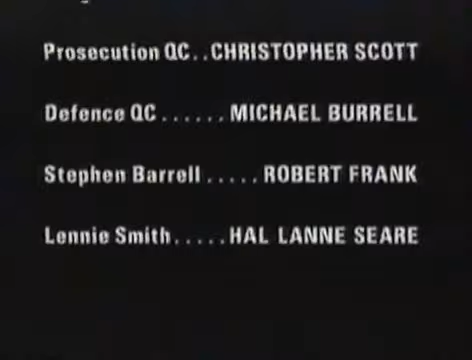 Prosecution QC..CHRISTOPHER SCOTT
Defence QC......MICHAEL BURRELL
Stephen Barrell.....ROBERT FRANK
Lennie Smith.....HAL LANNE SEARE